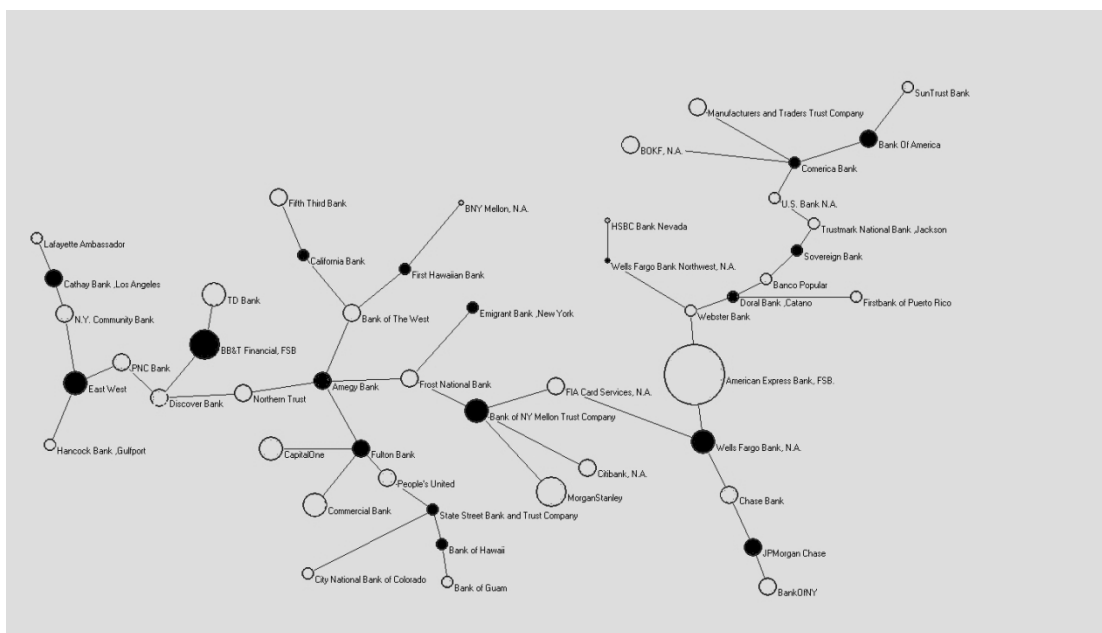 SunTrust Bank
Manufacturers and Traders Trust Company
Bank Of America
BOKF, N.A.
Comerica Bank
Fifth Third Bank
BNY Mellon, N.A.
U.S. Bank N.A.
HSBC Bank Nevada
Trustmark National Bank ,Jackson
Lafayette Ambassador
California Bank
Sovereign Bank
First Hawaiian Bank
Wells Fargo Bank Northwest, N.A.
Cathay Bank ,Los Angeles
Banco Popular
TD Bank
Doral Bank ,Catano
Firstbank of Puerto Rico
Emigrant Bank ,New York
N.Y. Community Bank
Bank of The West
Webster Bank
BB&T Financial, FSB
PNC Bank
American Express Bank, FSB.
East West
Amegy Bank
Frost National Bank
FIA Card Services, N.A.
Discover Bank
Northern Trust
Bank of NY Mellon Trust Company
Hancock Bank ,Gulfport
Wells Fargo Bank, N.A.
CapitalOne
Fulton Bank
Citibank, N.A.
People's United
MorganStanley
Chase Bank
Commercial Bank
State Street Bank and Trust Company
Bank of Hawaii
JPMorgan Chase
City National Bank of Colorado
Bank of Guam
BankOfNY